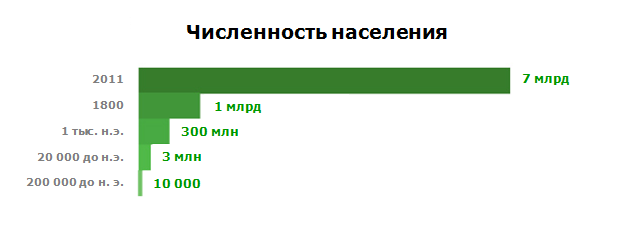 Численность населения
2011 7 млрд
1800 1 млрд
1 тыс. н.э. 300 млн
20 000 до н.э. 3 млн
200 000 до н. э. 10 000